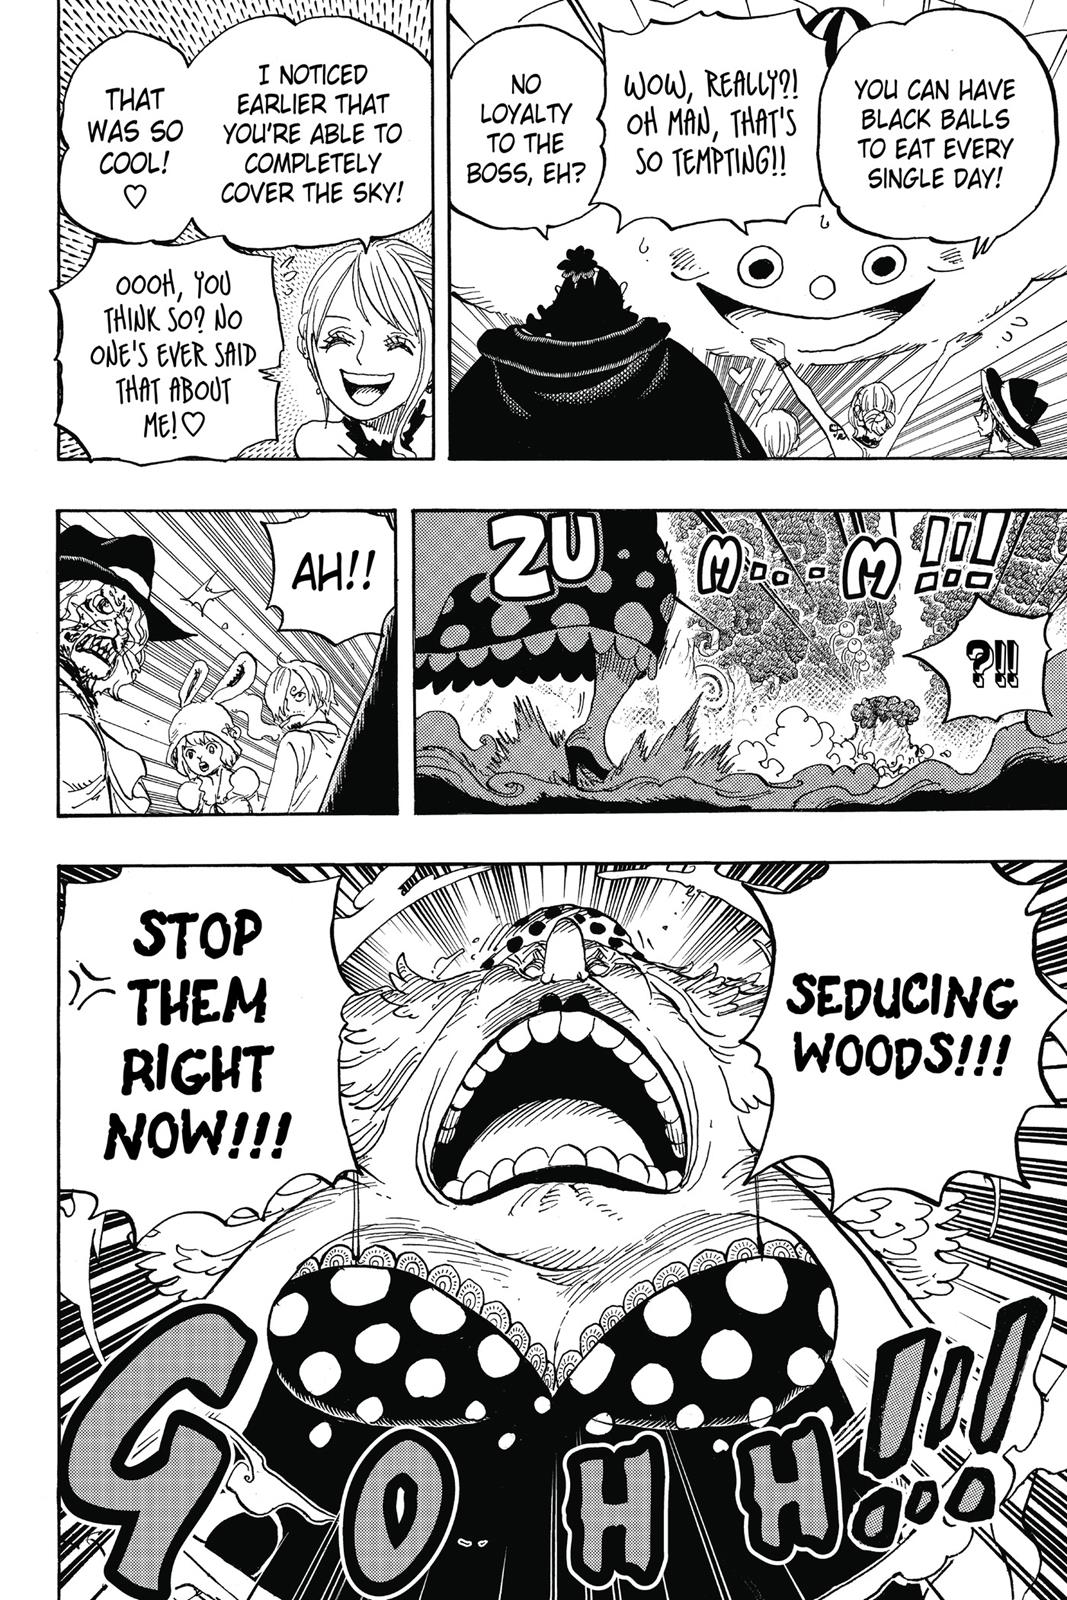 YOU CAN HAVE
BLACK BALLS
TO EAT EVERY
SINGLE DAY!
WOW, REALLY?!
OH MAN, THAT'S
SO TEMPTING!!
NO
LOYALTY
TO THE
BOSS, EH?
I NOTICED
EARLIER THAT
YOU'RE ABLE TO
COMPLETELY
COVER THE SKY!
THAT
WAS SO
COOL!
♡
OOOH, YOU
THINK SO? NO
ONE'S EVER SAID
THAT ABOUT
ME!♡
ZU
M...M!!!
?!!
AH!!
SEDUCING
WOODS!!!
STOP
THEM
RIGHT
NOW!!!
GOHH!!!